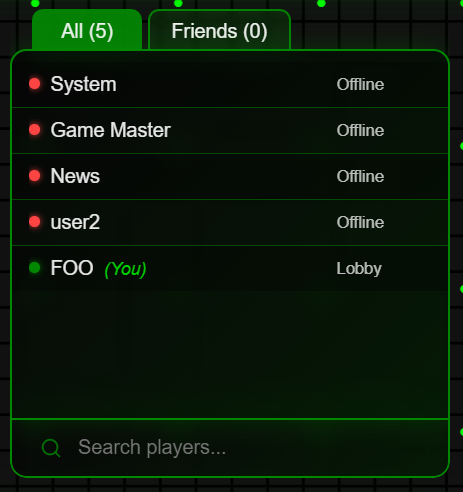 All (5) Friends (0)
System Offline
Game Master Offline
News Offline
user2 Offline
FOO (You) Lobby
Search players...